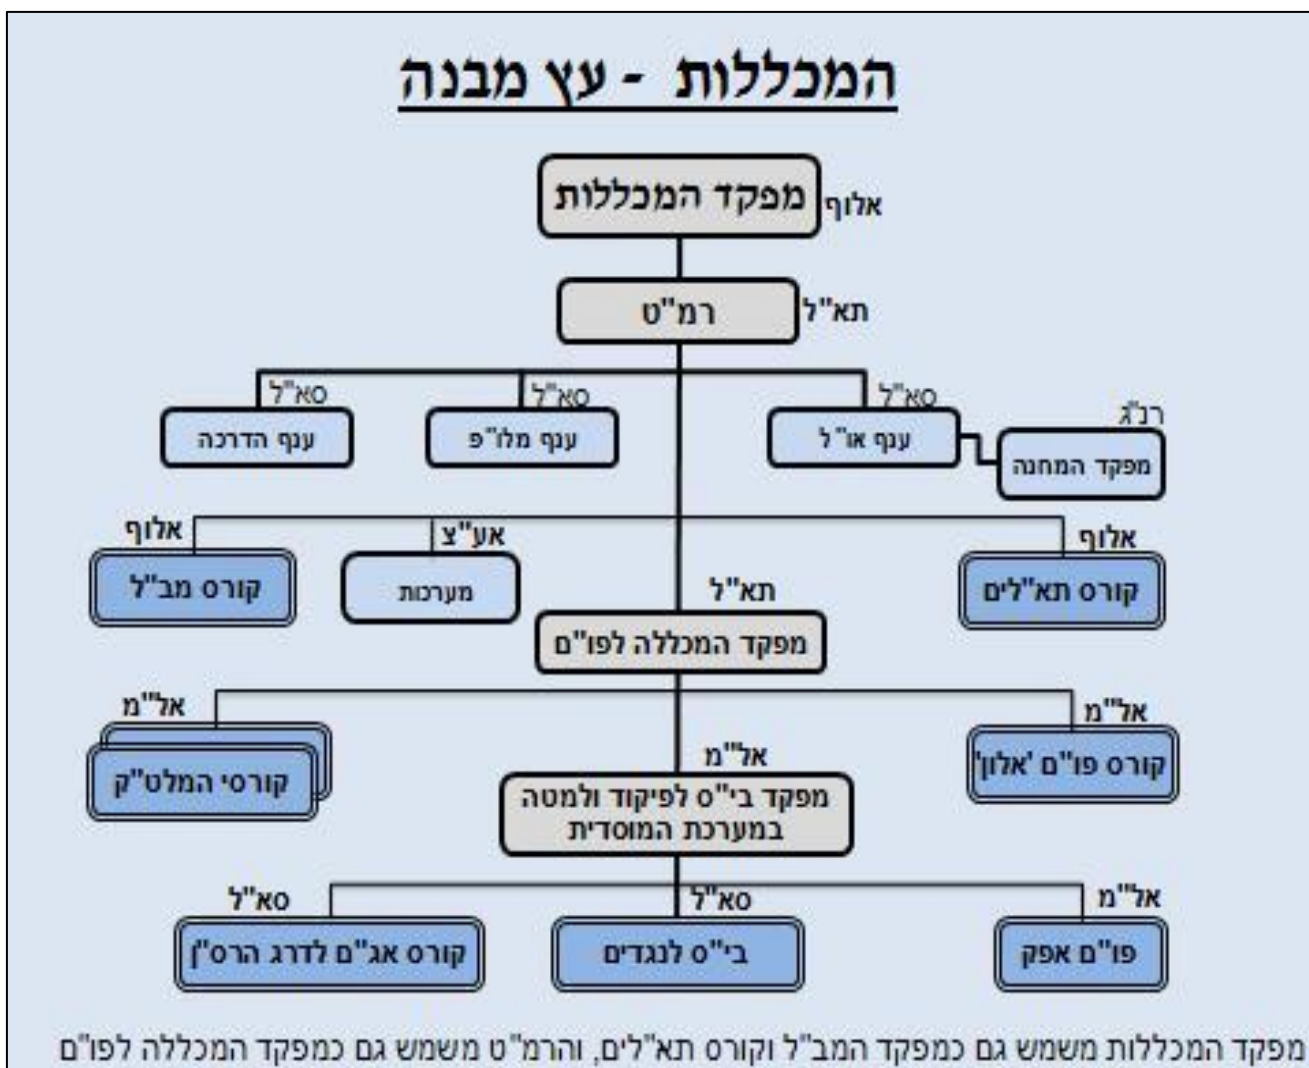 המכללות - עץ מבנה
מפקד המכללות
אלוף
רמ"ט
תא"ל
סא"ל
ענף או"ל
רנ"ג
מפקד המחנה
סא"ל
ענף מלו"פ
סא"ל
ענף הדרכה
אלוף
קורס תא"לים
אע"צ
מערכות
אלוף
קורס מב"ל
תא"ל
מפקד המכללה לפו"ם
אל"מ
קורס פו"ם 'אלון'
אל"מ
קורסי המלט"ק
אל"מ
מפקד בי"ס לפיקוד ולמטה
במערכת המוסדית
אל"מ
פו"ם אפק
סא"ל
בי"ס לנגדים
סא"ל
קורס אג"ם לדרג הרס"ן
מפקד המכללות משמש גם כמפקד המב"ל וקורס תא"לים, והרמ"ט משמש גם כמפקד המכללה לפו"ם